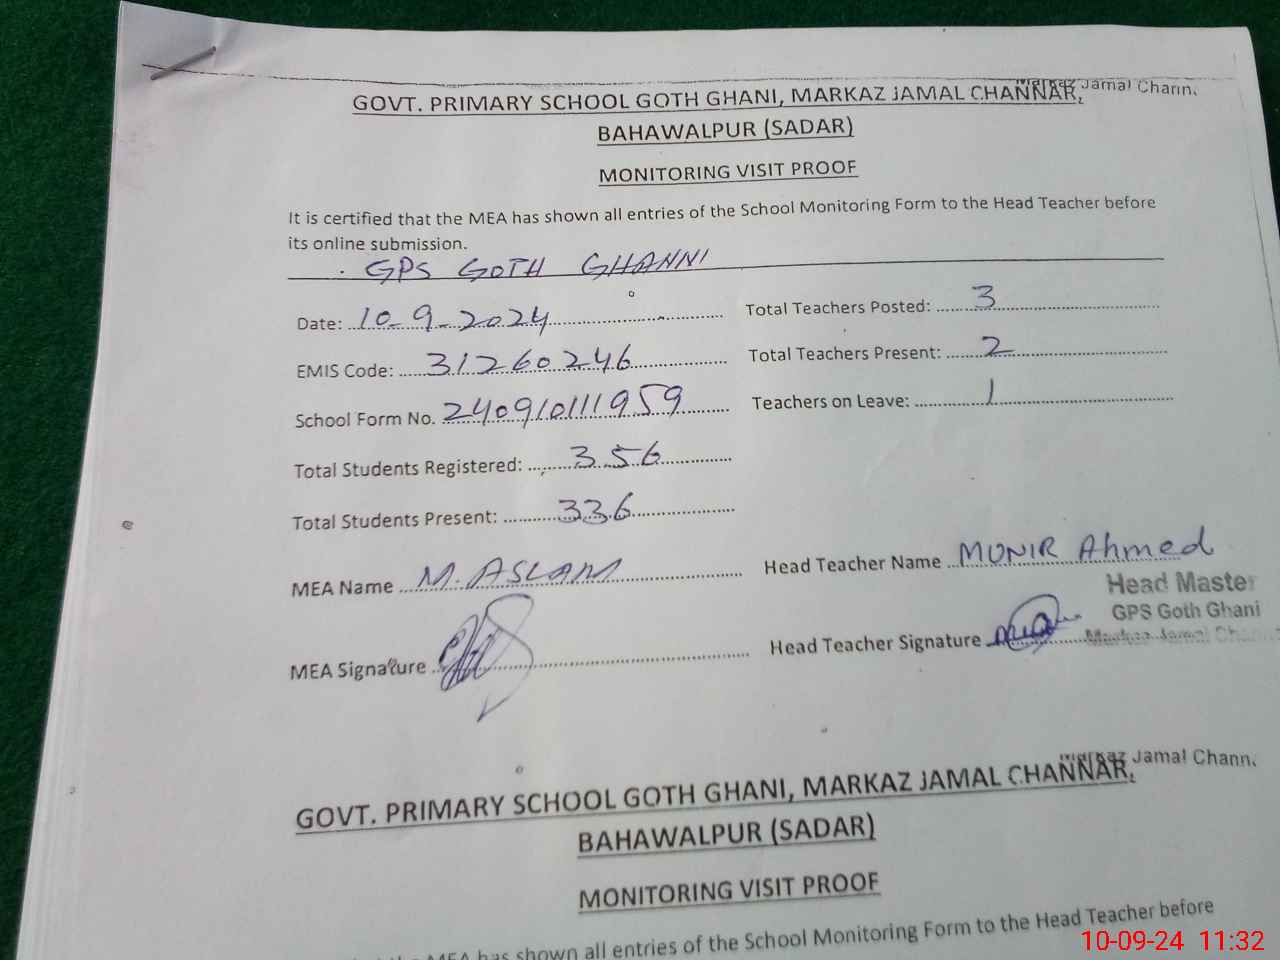 Markaz Jamal Chann.
GOVT. PRIMARY SCHOOL GOTH GHANI, MARKAZ JAMAL CHANNAR,
BAHAWALPUR (SADAR)
MONITORING VISIT PROOF
It is certified that the MEA has shown all entries of the School Monitoring Form to the Head Teacher before
its online submission.
GPS GOTH GHANNI
Date: 10-9-2024 Total Teachers Posted: 3
EMIS Code: 31260246 Total Teachers Present: 2
School Form No. 240910111959 Teachers on Leave: 1
Total Students Registered: 356
Total Students Present: 336
MEA Name M. ASLAM Head Teacher Name MUNIR Ahmed
Head Master
GPS Goth Ghani
MEA Signature Head Teacher Signature Markaz Jamal Chann
Markaz Jamal Chann.
GOVT. PRIMARY SCHOOL GOTH GHANI, MARKAZ JAMAL CHANNAR,
BAHAWALPUR (SADAR)
MONITORING VISIT PROOF
MEA has shown all entries of the School Monitoring Form to the Head Teacher before
10-09-24 11:32